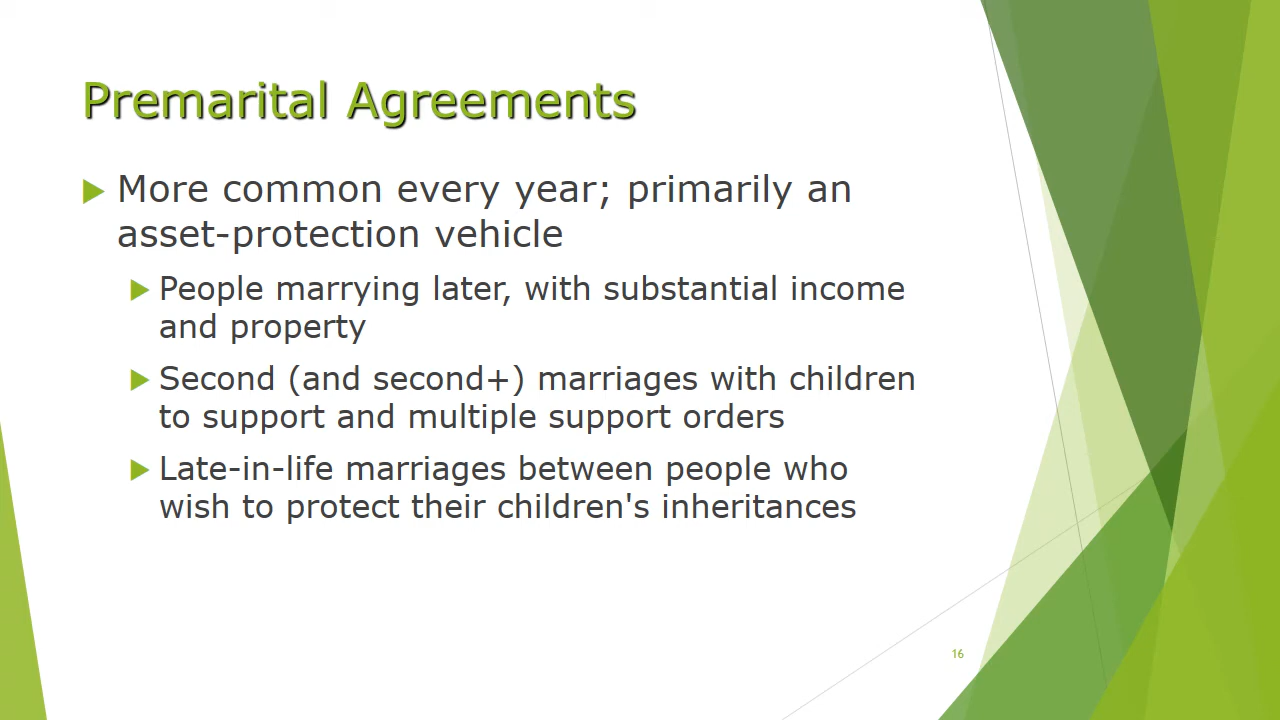 Premarital Agreements
More common every year; primarily an
asset-protection vehicle
People marrying later, with substantial income
and property
Second (and second+) marriages with children
to support and multiple support orders
Late-in-life marriages between people who
wish to protect their children's inheritances
16